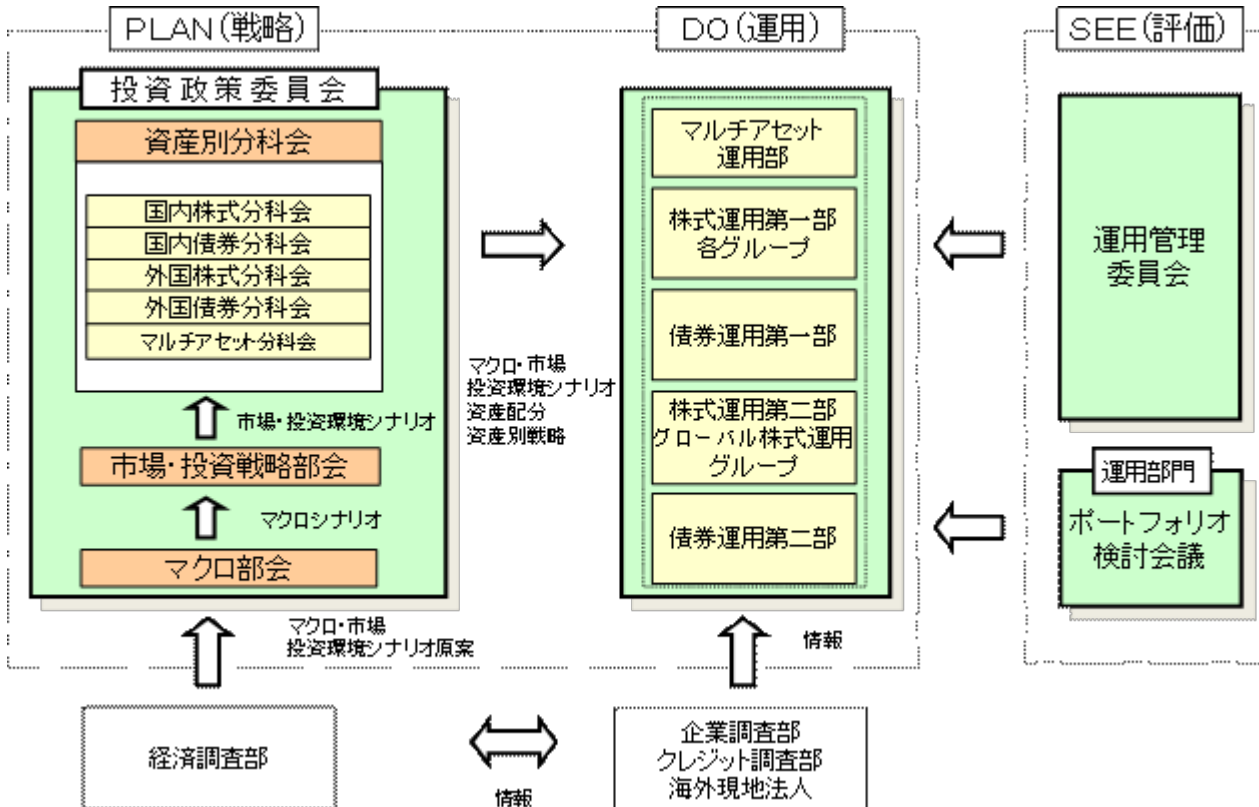 PLAN(戦略)
投資政策委員会
資産別分科会
国内株式分科会
国内債券分科会
外国株式分科会
外国債券分科会
マルチアセット分科会
市場・投資環境シナリオ
市場・投資戦略部会
マクロシナリオ
マクロ部会
マクロ・市場
投資環境シナリオ原案
経済調査部
マクロ・市場
投資環境シナリオ
資産配分
資産別戦略
DO(運用)
マルチアセット
運用部
株式運用第一部
各グループ
債券運用第一部
株式運用第二部
グローバル株式運用
グループ
債券運用第二部
情報
企業調査部
クレジット調査部
海外現地法人
情報
SEE(評価)
運用管理
委員会
運用部門
ポートフォリオ
検討会議